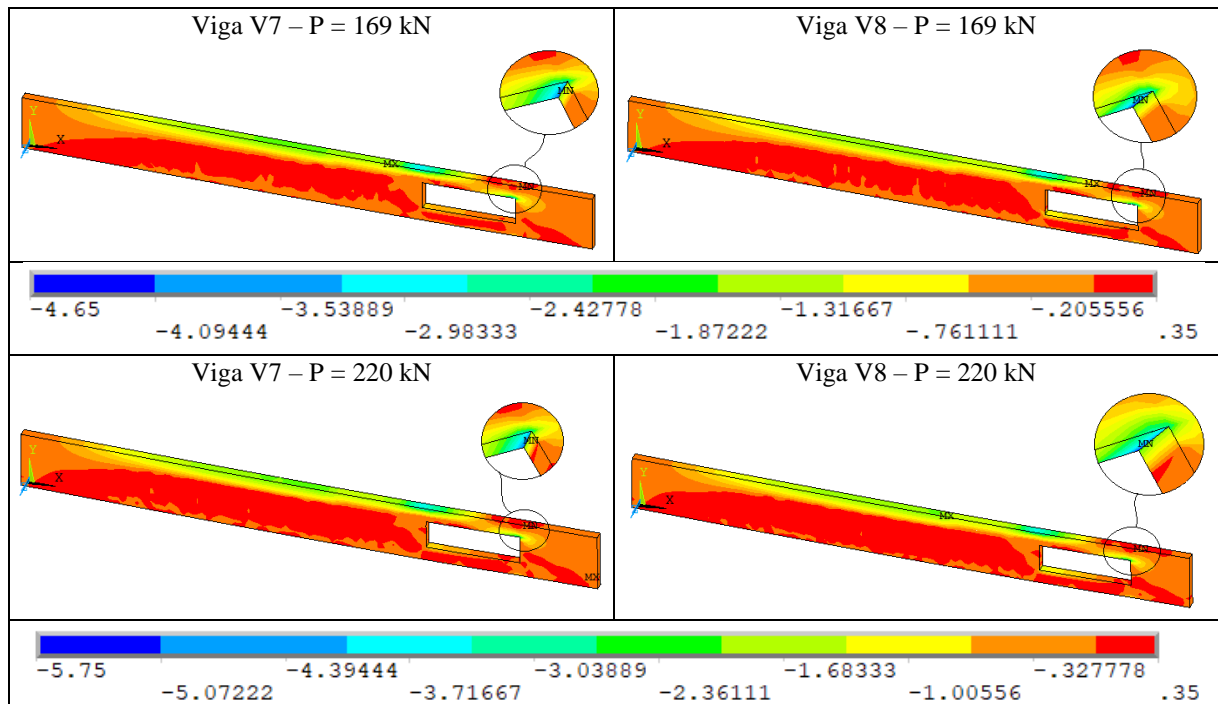 Viga V7 – P = 169 kN
Y
X
MX
MN
MN
Viga V8 – P = 169 kN
Y
X
MX
MN
MN
-4.65 -3.53889 -2.42778 -1.31667 -.205556
-4.09444 -2.98333 -1.87222 -.761111 .35
Viga V7 – P = 220 kN
Y
X
MN
MN
MX
Viga V8 – P = 220 kN
Y
X
MX
MN
MN
-5.75 -4.39444 -3.03889 -1.68333 -.327778
-5.07222 -3.71667 -2.36111 -1.00556 .35